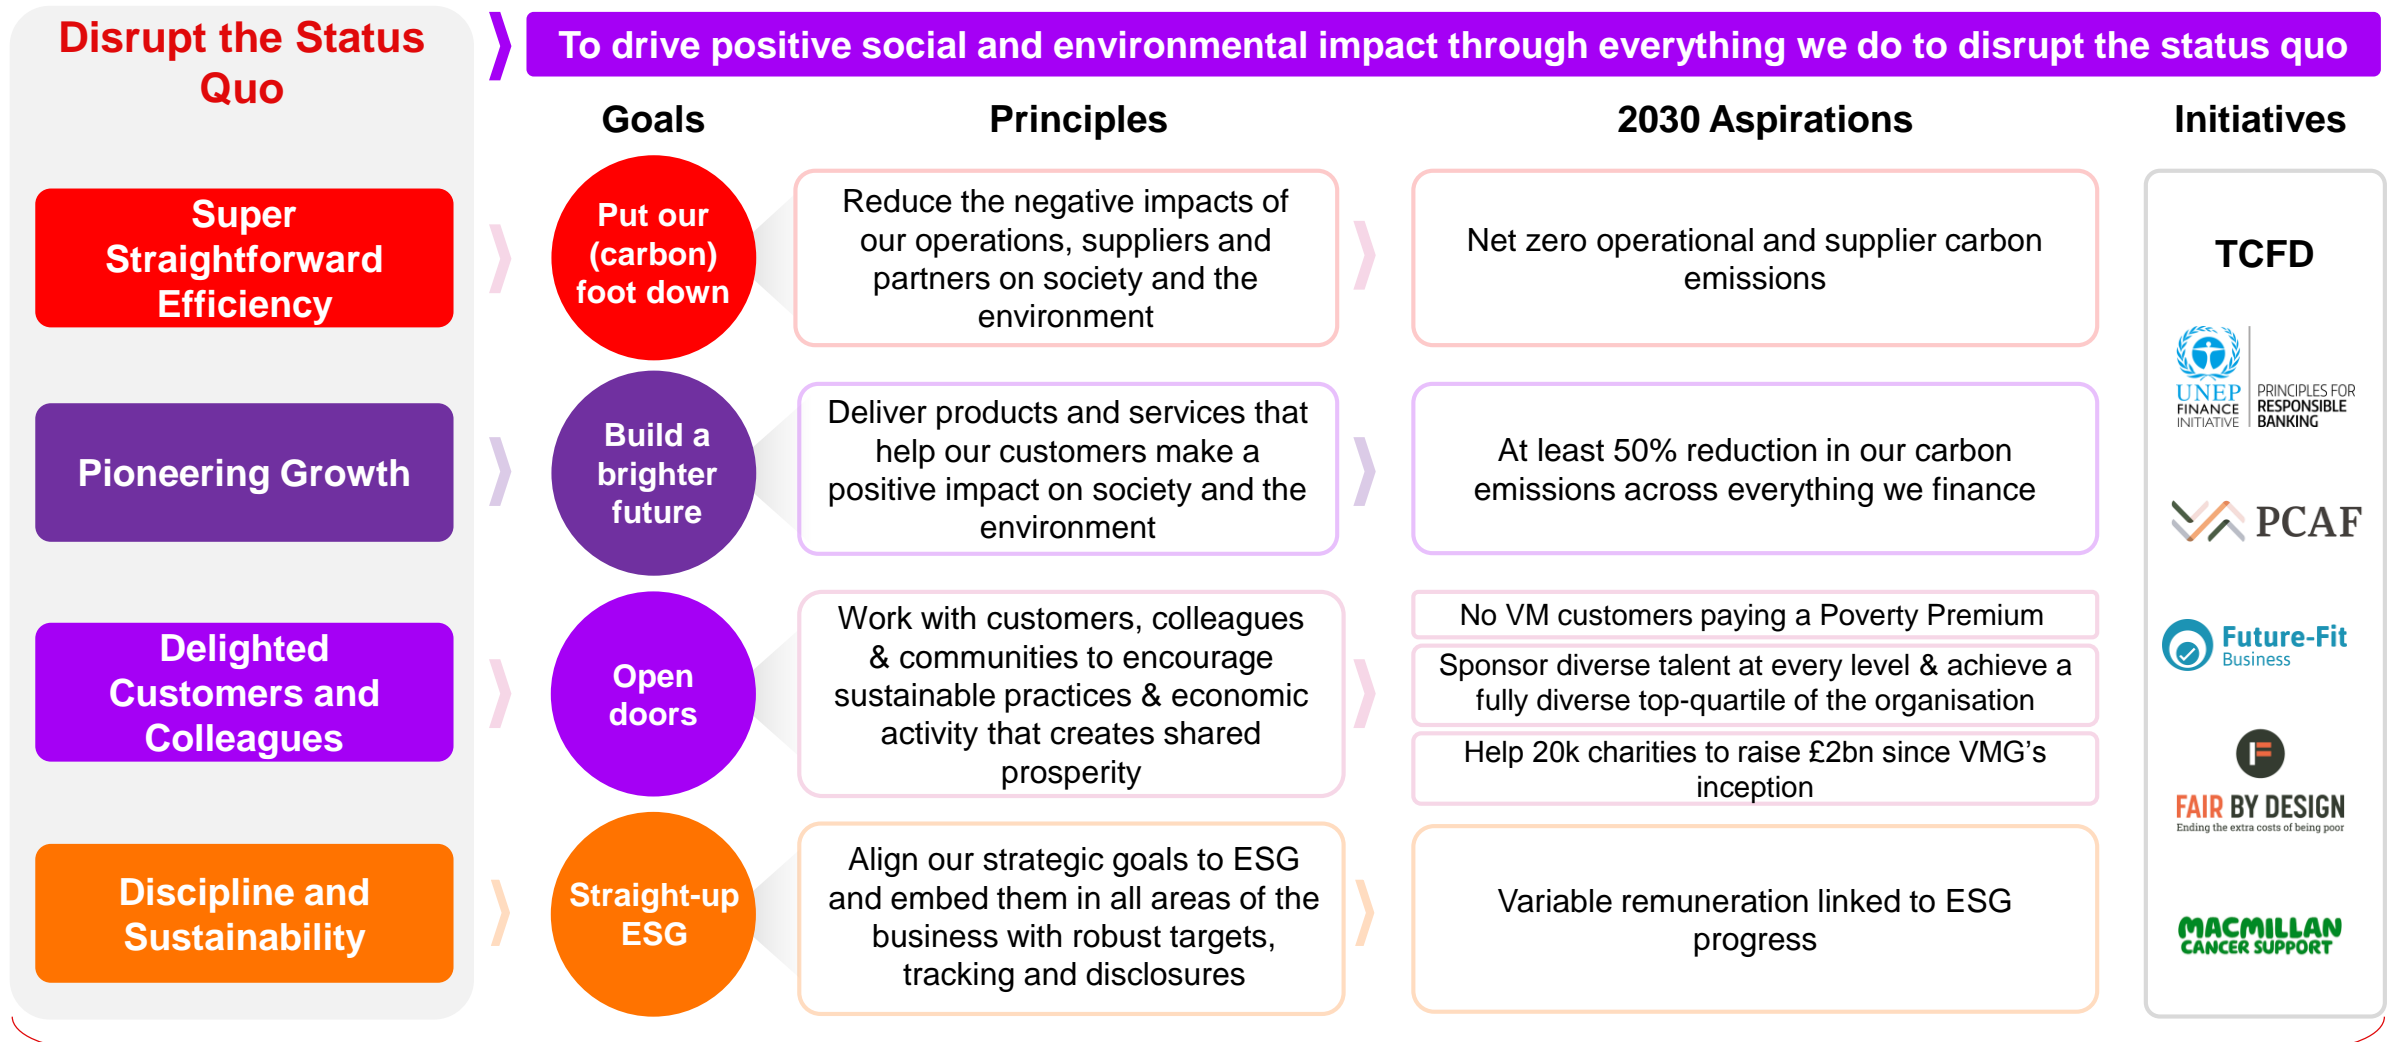 Disrupt the Status
Quo
To drive positive social and environmental impact through everything we do to disrupt the status quo
Goals
Principles
2030 Aspirations
Initiatives
Super
Straightforward
Efficiency
Put our
(carbon)
foot down
Reduce the negative impacts of
our operations, suppliers and
partners on society and the
environment
Net zero operational and supplier carbon
emissions
Pioneering Growth
Build a
brighter
future
Deliver products and services that
help our customers make a
positive impact on society and the
environment
At least 50% reduction in our carbon
emissions across everything we finance
Delighted
Customers and
Colleagues
Open
doors
Work with customers, colleagues
& communities to encourage
sustainable practices & economic
activity that creates shared
prosperity
No VM customers paying a Poverty Premium
Sponsor diverse talent at every level & achieve a
fully diverse top-quartile of the organisation
Help 20k charities to raise £2bn since VMG’s
inception
Discipline and
Sustainability
Straight-up
ESG
Align our strategic goals to ESG
and embed them in all areas of the
business with robust targets,
tracking and disclosures
Variable remuneration linked to ESG
progress
TCFD
UNEP
FINANCE
INITIATIVE
PRINCIPLES FOR
RESPONSIBLE
BANKING
PCAF
Future-Fit
Business
FAIR BY DESIGN
Ending the extra costs of being poor
MACMILLAN
CANCER SUPPORT